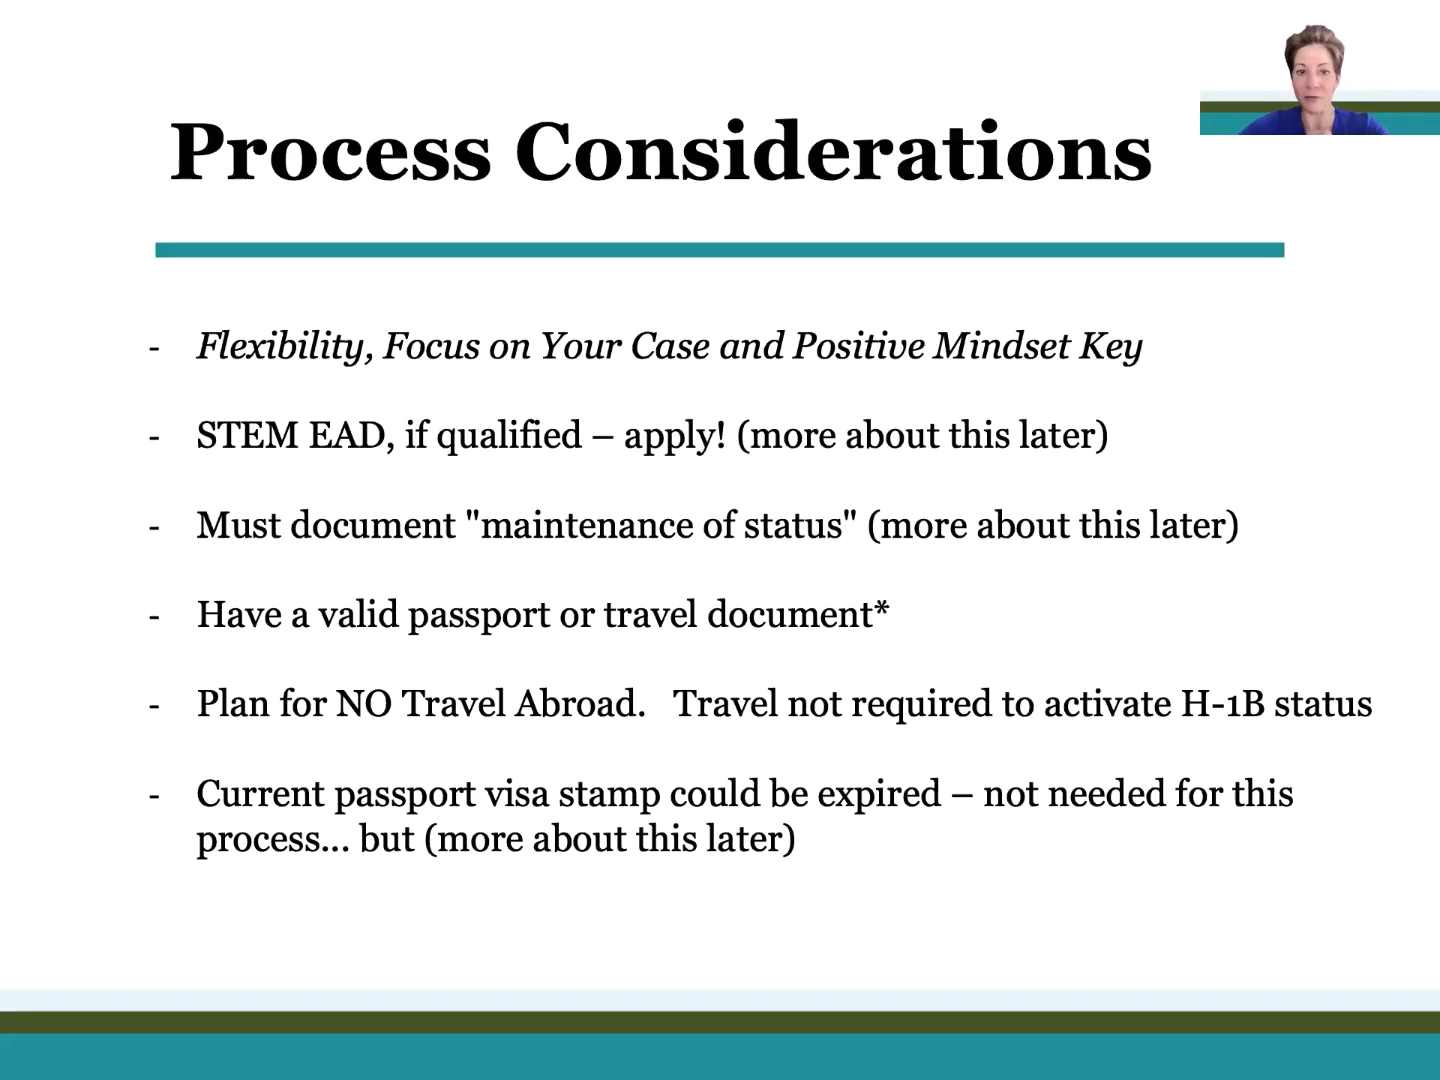 Process Considerations
- Flexibility, Focus on Your Case and Positive Mindset Key
- STEM EAD, if qualified – apply! (more about this later)
- Must document "maintenance of status" (more about this later)
- Have a valid passport or travel document*
- Plan for NO Travel Abroad.   Travel not required to activate H-1B status
- Current passport visa stamp could be expired – not needed for this
process... but (more about this later)